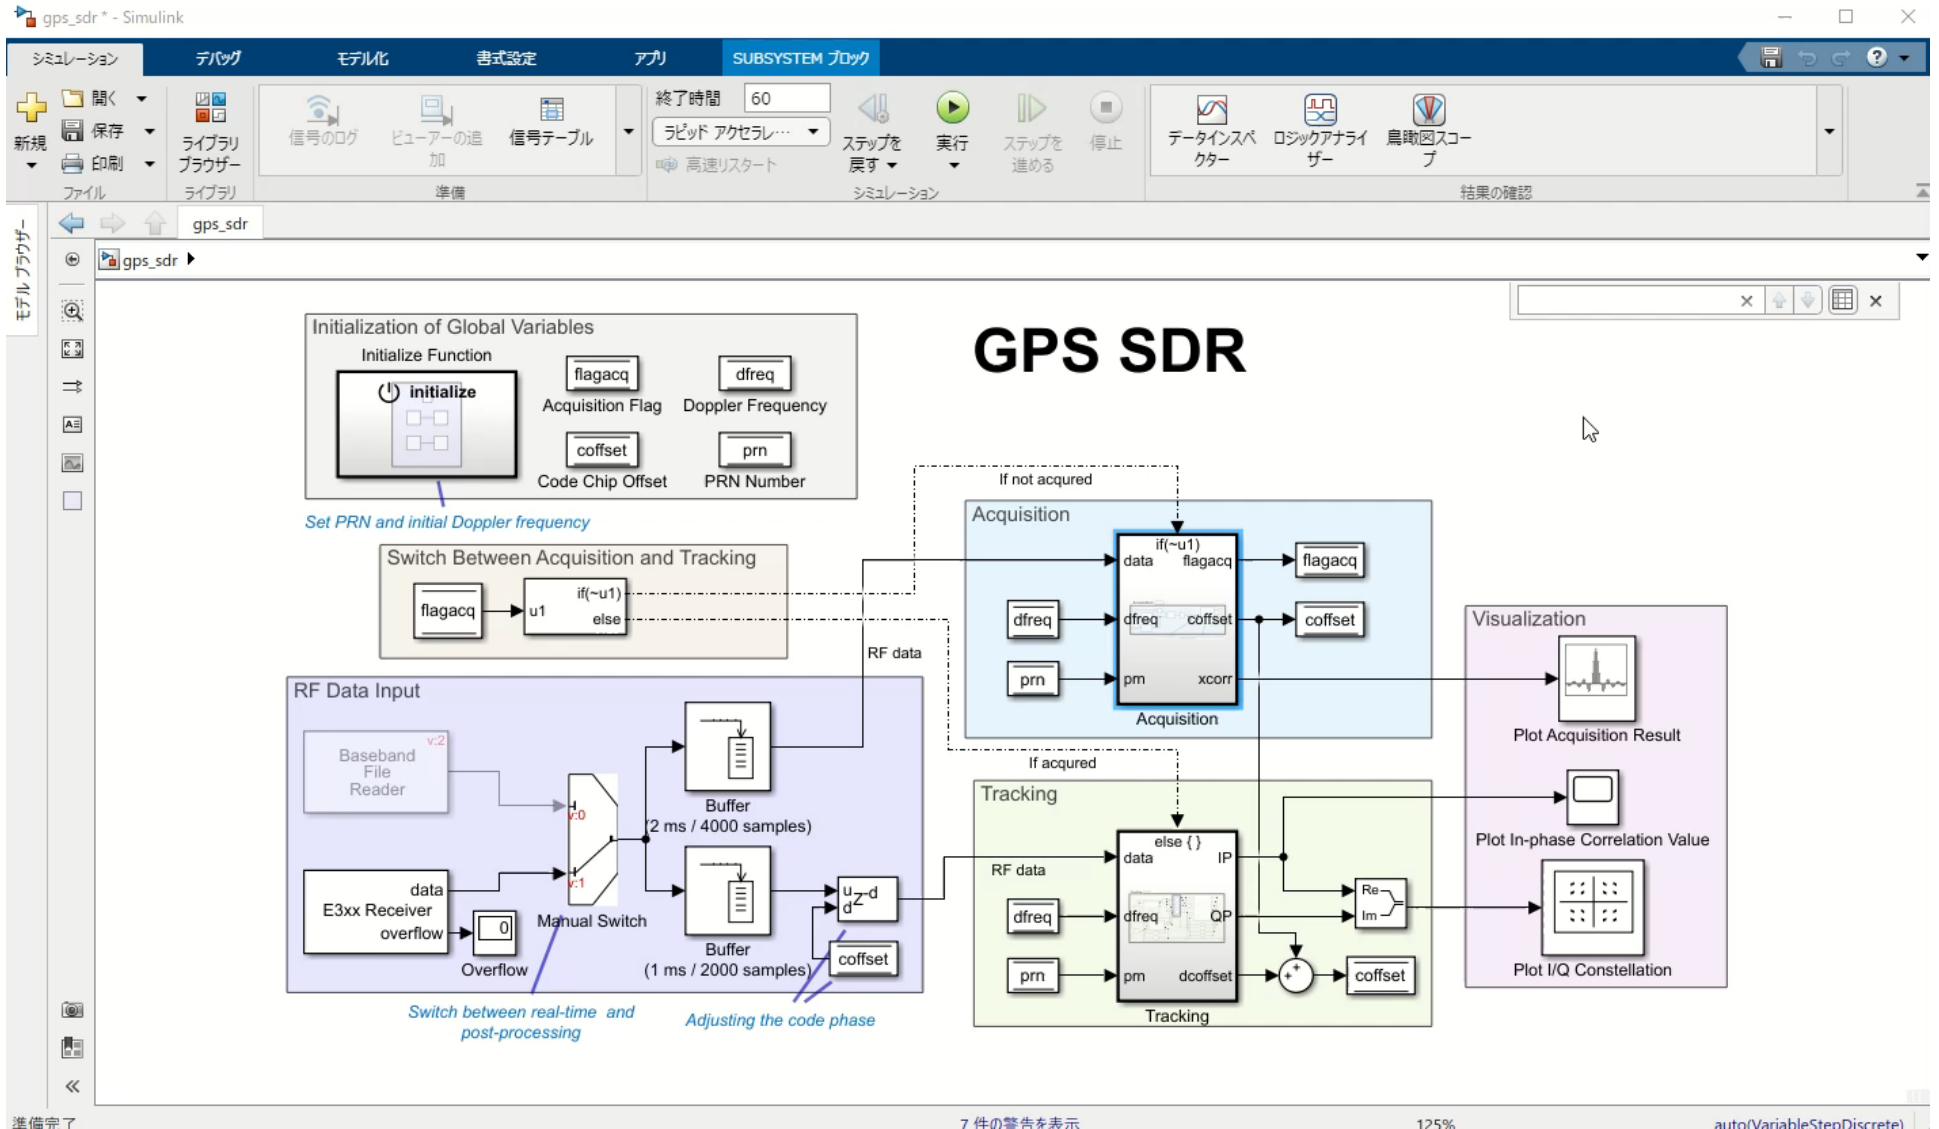 gps_sdr * - Simulink
シミュレーション
デバッグ
モデル化
書式設定
アプリ
SUBSYSTEM ブロック
新規
開く
保存
印刷
ファイル
ライブラリ
ブラウザー
ライブラリ
信号のログ
ビューアーの追
加
信号テーブル
準備
終了時間
60
ラピッド アクセラレ…
高速リスタート
ステップを
戻す
実行
ステップを
進める
停止
シミュレーション
データインスペ
クター
ロジックアナライ
ザー
鳥瞰図スコー
プ
結果の確認
モデル ブラウザー
gps_sdr
gps_sdr
GPS SDR
Initialization of Global Variables
Initialize Function
initialize
flagacq
Acquisition Flag
dfreq
Doppler Frequency
coffset
Code Chip Offset
prn
PRN Number
Set PRN and initial Doppler frequency
Switch Between Acquisition and Tracking
flagacq
u1
if(~u1)
else
If not acqured
RF data
RF Data Input
Baseband
File
Reader
v:2
v:0
v:1
Manual Switch
data
E3xx Receiver
overflow
0
Overflow
Buffer
(2 ms / 4000 samples)
Buffer
(1 ms / 2000 samples)
u
d
Z-d
coffset
Switch between real-time and
post-processing
Adjusting the code phase
Acquisition
if(~u1)
data
flagacq
flagacq
dfreq
dfreq
coffset
coffset
prn
prn
xcorr
Acquisition
If acqured
Tracking
RF data
else { }
data
IP
dfreq
dfreq
QP
prn
prn
dcoffset
Tracking
Re
Im
+
+
coffset
Visualization
Plot Acquisition Result
Plot In-phase Correlation Value
Plot I/Q Constellation
準備完了
7 件の警告を表示
125%
auto(VariableStepDiscrete)